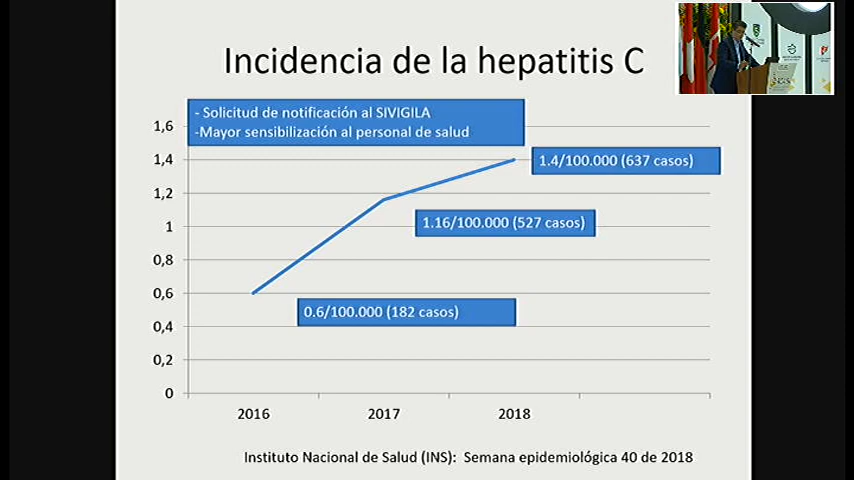 Incidencia de la hepatitis C
- Solicitud de notificación al SIVIGILA
-Mayor sensibilización al personal de salud
1,6
1,4
1,2
1
0,8
0,6
0,4
0,2
0
1.4/100.000 (637 casos)
1.16/100.000 (527 casos)
0.6/100.000 (182 casos)
2016 2017 2018
Instituto Nacional de Salud (INS): Semana epidemiológica 40 de 2018